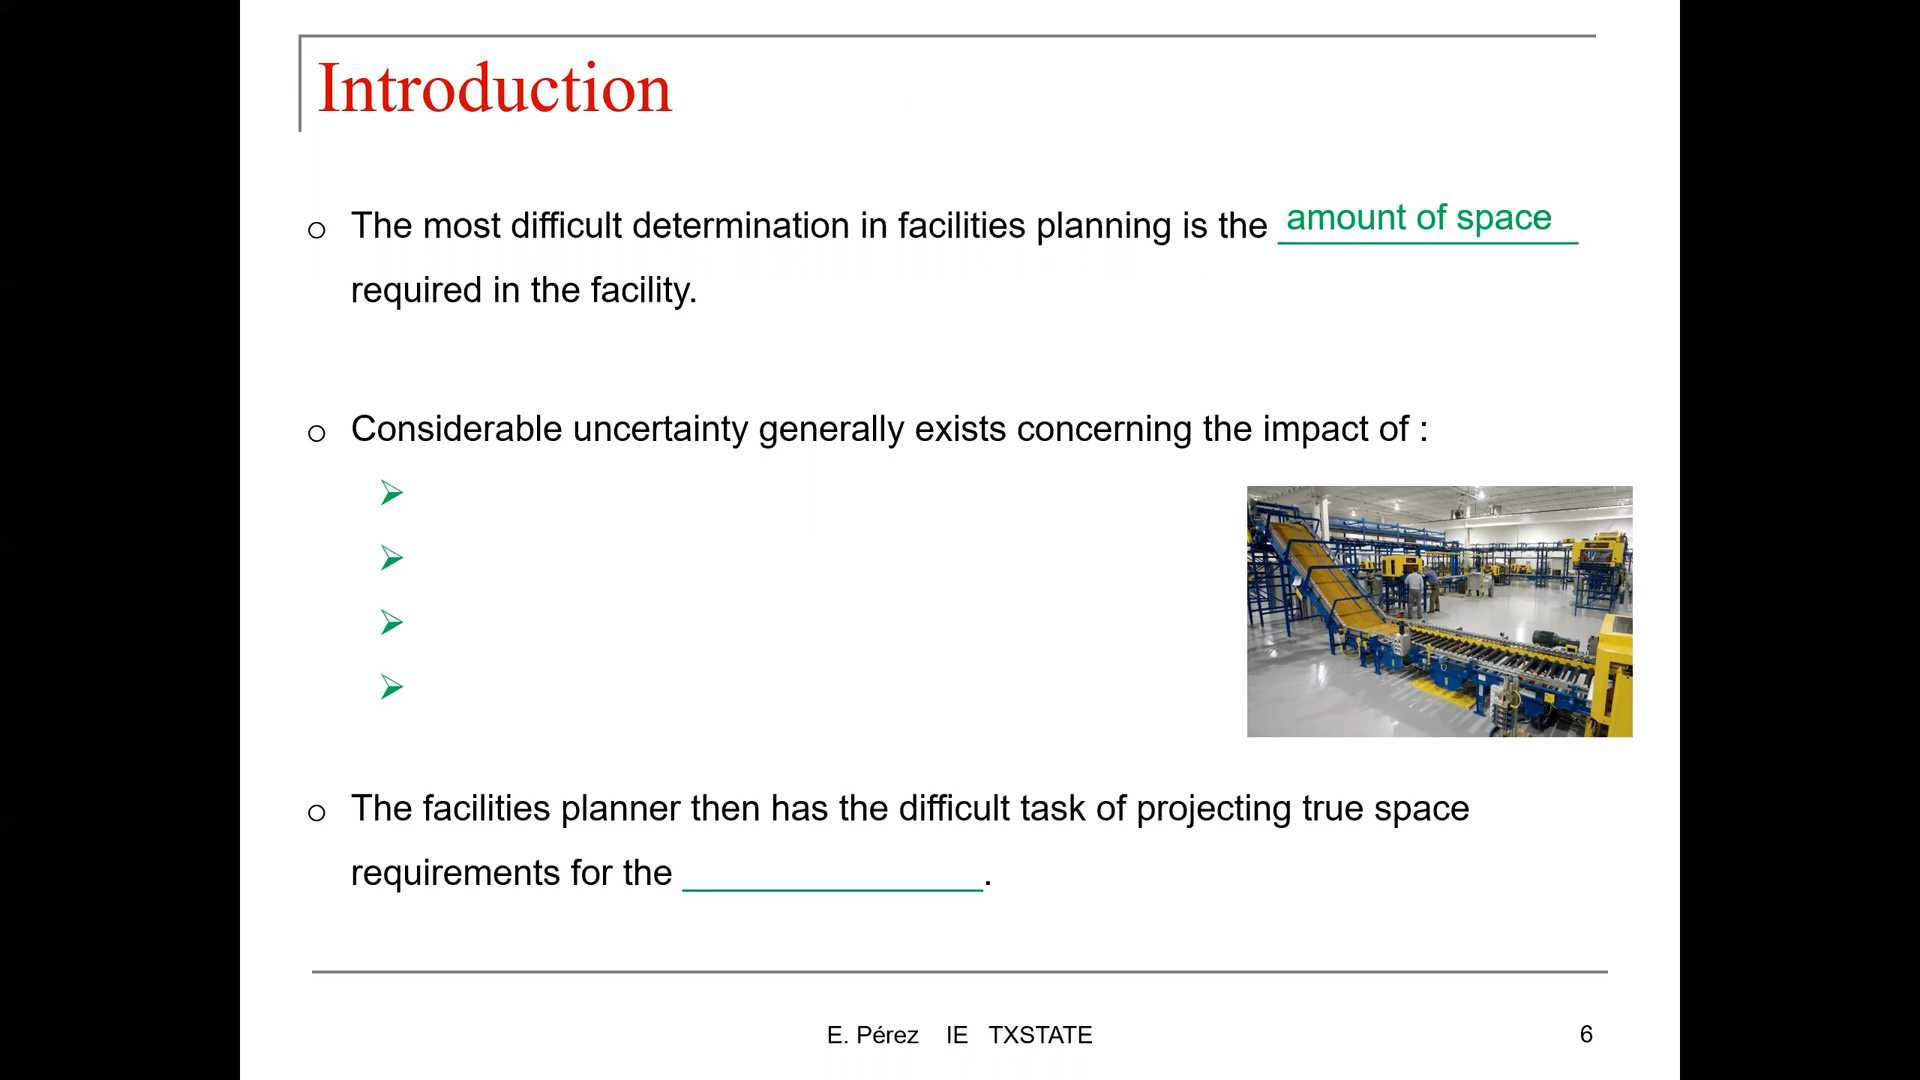 Introduction
The most difficult determination in facilities planning is the amount of space
required in the facility.
Considerable uncertainty generally exists concerning the impact of :
The facilities planner then has the difficult task of projecting true space
requirements for the ________________.
E. Pérez IE TXSTATE
6